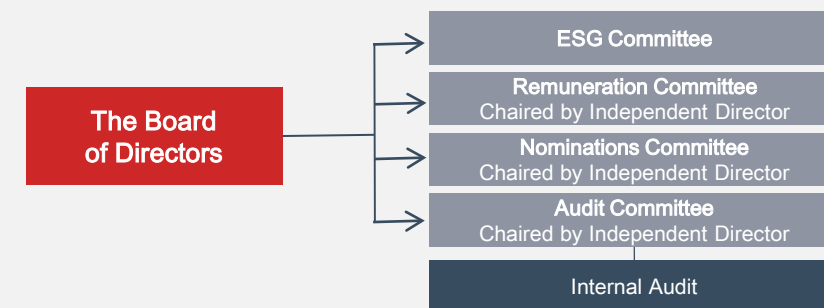 The Board
of Directors
ESG Committee
Remuneration Committee
Chaired by Independent Director
Nominations Committee
Chaired by Independent Director
Audit Committee
Chaired by Independent Director
Internal Audit